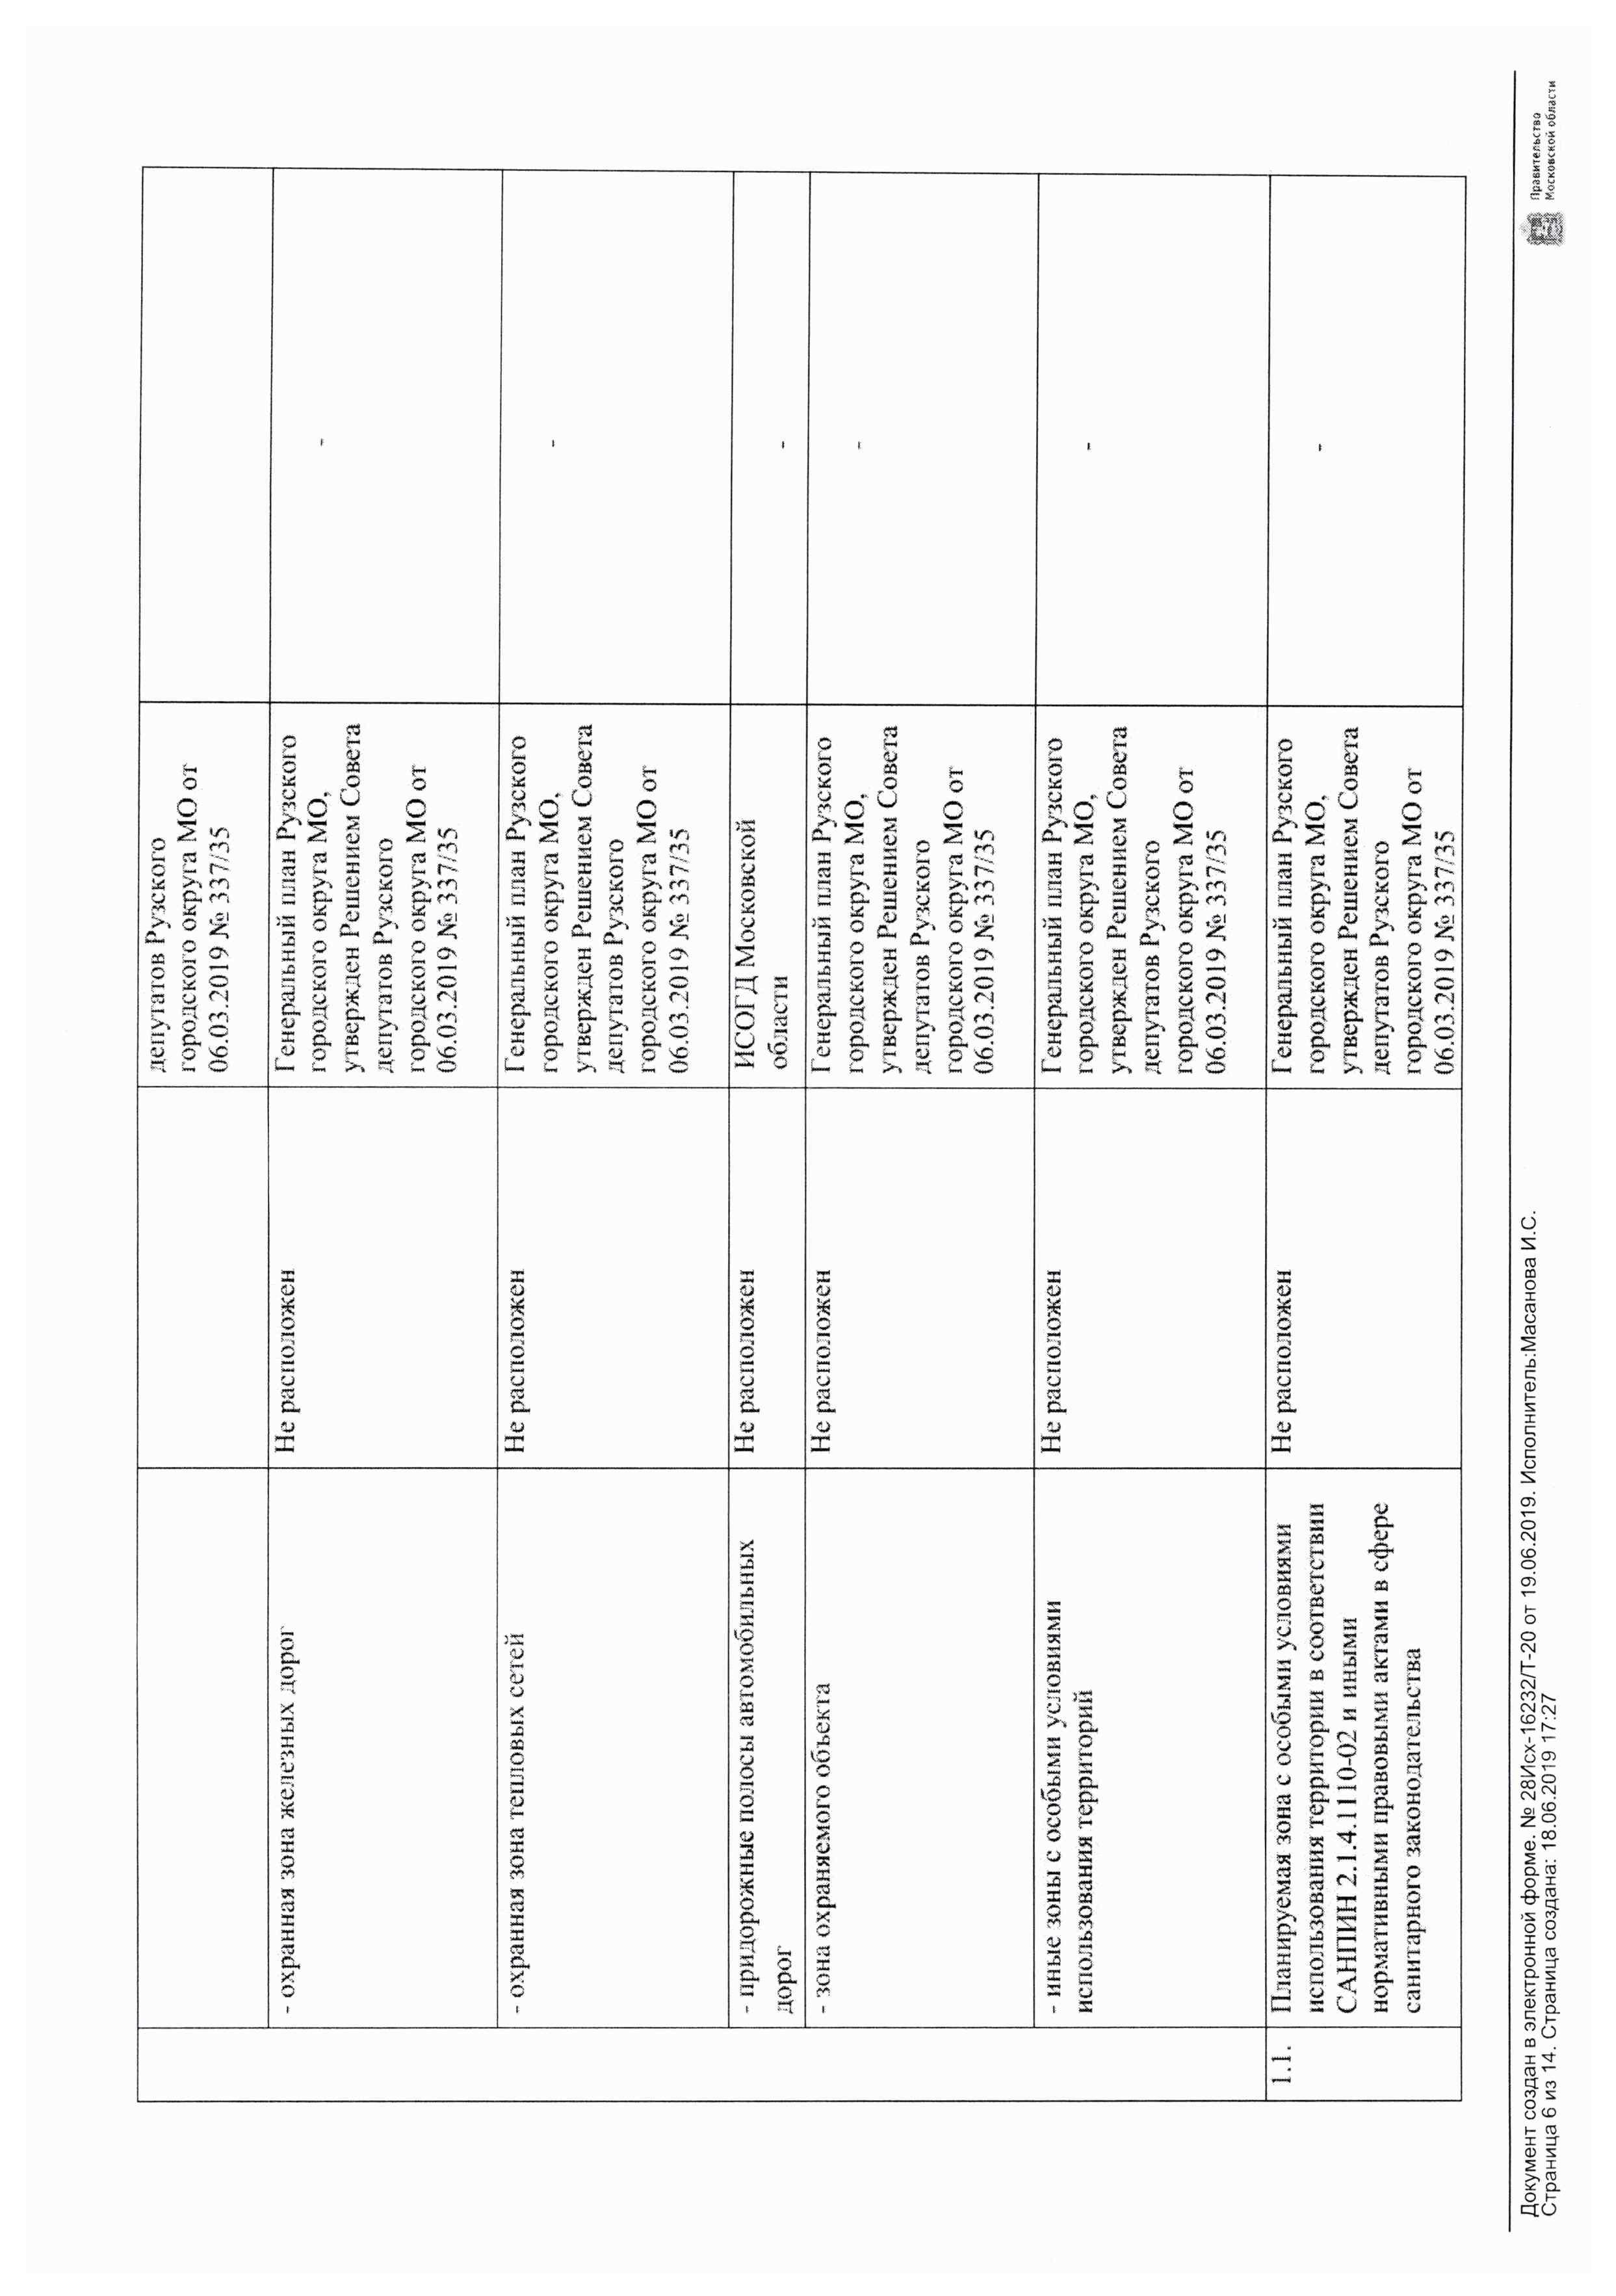 депутатов Рузского
городского округа МО от
06.03.2019 № 337/35
- охранная зона железных дорог
Не расположен
Генеральный план Рузского
городского округа МО,
утвержден Решением Совета
депутатов Рузского
городского округа МО от
06.03.2019 № 337/35
-
- охранная зона тепловых сетей
Не расположен
Генеральный план Рузского
городского округа МО,
утвержден Решением Совета
депутатов Рузского
городского округа МО от
06.03.2019 № 337/35
-
- придорожные полосы автомобильных
дорог
Не расположен
ИСОГД Московской
области
-
- зона охраняемого объекта
Не расположен
Генеральный план Рузского
городского округа МО,
утвержден Решением Совета
депутатов Рузского
городского округа МО от
06.03.2019 № 337/35
-
- иные зоны с особыми условиями
использования территорий
Не расположен
Генеральный план Рузского
городского округа МО,
утвержден Решением Совета
депутатов Рузского
городского округа МО от
06.03.2019 № 337/35
-
1.1.
Планируемая зона с особыми условиями
использования территории в соответствии
САНПИН 2.1.4.1110-02 и иными
нормативными правовыми актами в сфере
санитарного законодательства
Не расположен
Генеральный план Рузского
городского округа МО,
утвержден Решением Совета
депутатов Рузского
городского округа МО от
06.03.2019 № 337/35
-
Документ создан в электронной форме. № 28Исх-16232/Т-20 от 19.06.2019. Исполнитель:Масанова И.С.
Страница 6 из 14. Страница создана: 18.06.2019 17:27
Правительство
Московской области